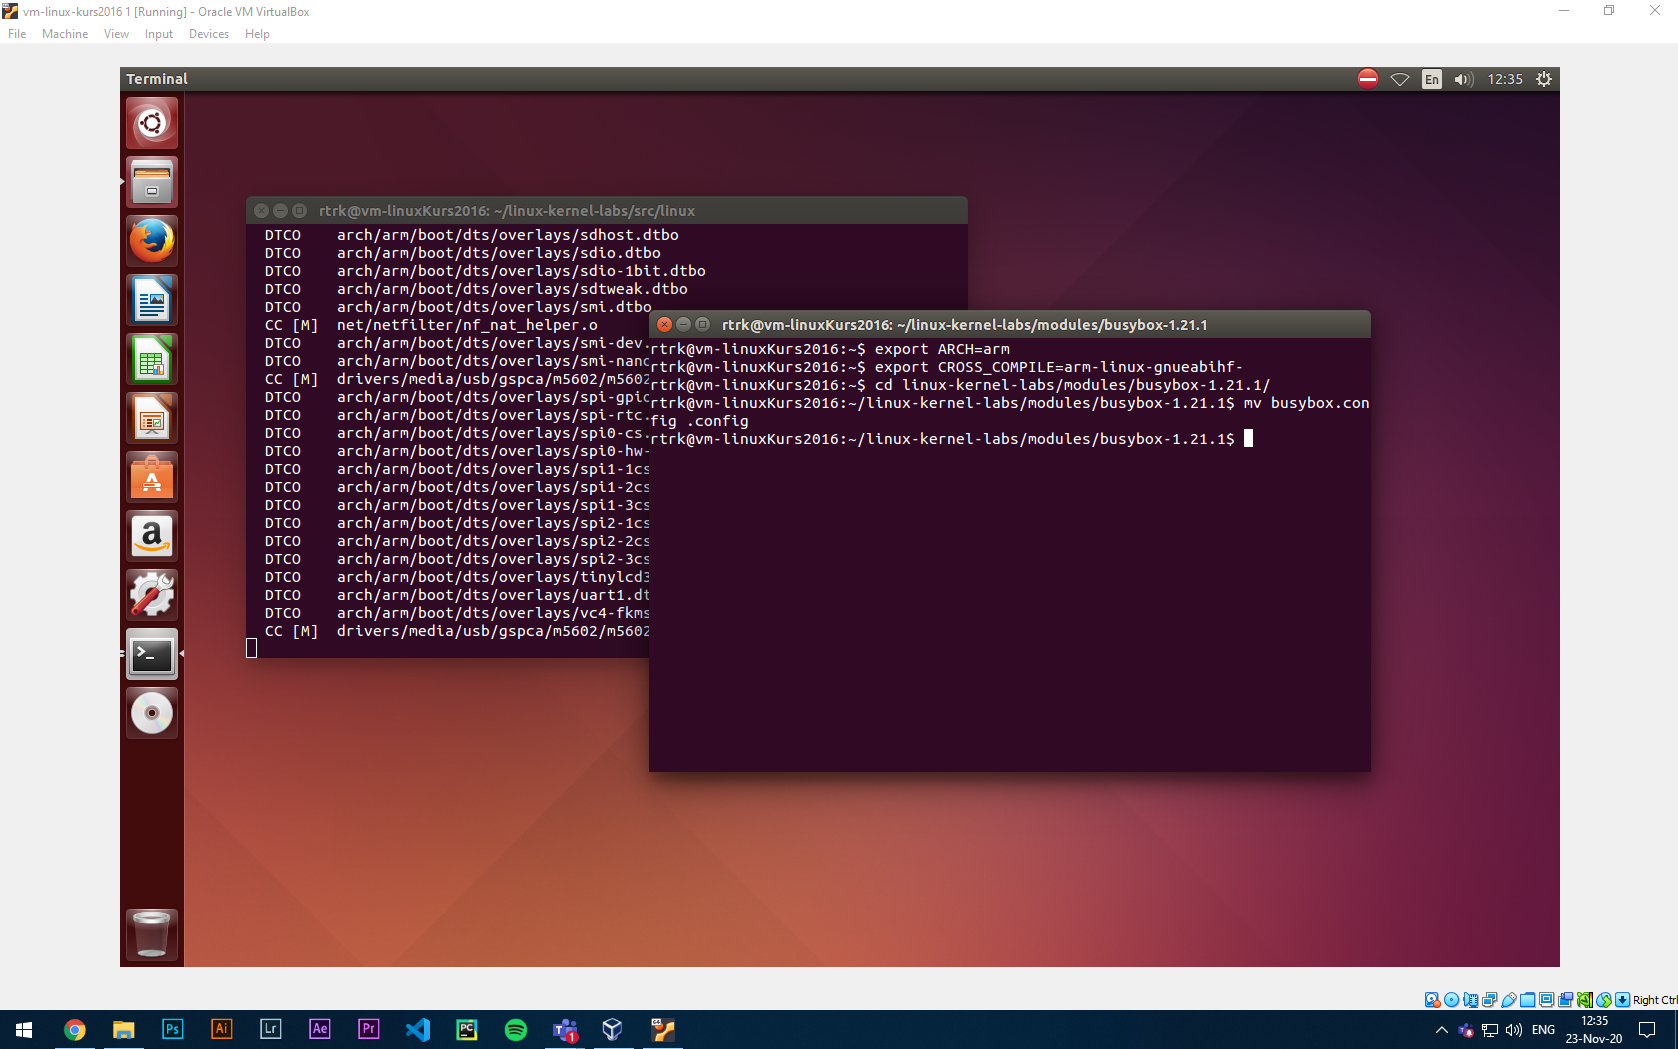 vm-linux-kurs2016 1 [Running] - Oracle VM VirtualBox
File Machine View Input Devices Help
Terminal
En 12:35
rtrk@vm-linuxKurs2016: ~/linux-kernel-labs/src/linux
DTCO arch/arm/boot/dts/overlays/sdhost.dtbo
DTCO arch/arm/boot/dts/overlays/sdio.dtbo
DTCO arch/arm/boot/dts/overlays/sdio-1bit.dtbo
DTCO arch/arm/boot/dts/overlays/sdtweak.dtbo
DTCO arch/arm/boot/dts/overlays/smi.dtbo
CC [M] net/netfilter/nf_nat_helper.o
DTCO arch/arm/boot/dts/overlays/smi-dev.
DTCO arch/arm/boot/dts/overlays/smi-nand
CC [M] drivers/media/usb/gspca/m5602/m5602
DTCO arch/arm/boot/dts/overlays/spi-gpio
DTCO arch/arm/boot/dts/overlays/spi-rtc.
DTCO arch/arm/boot/dts/overlays/spi0-cs.
DTCO arch/arm/boot/dts/overlays/spi0-hw-
DTCO arch/arm/boot/dts/overlays/spi1-1cs
DTCO arch/arm/boot/dts/overlays/spi1-2cs
DTCO arch/arm/boot/dts/overlays/spi1-3cs
DTCO arch/arm/boot/dts/overlays/spi2-1cs
DTCO arch/arm/boot/dts/overlays/spi2-2cs
DTCO arch/arm/boot/dts/overlays/spi2-3cs
DTCO arch/arm/boot/dts/overlays/tinylcd3
DTCO arch/arm/boot/dts/overlays/uart1.dt
DTCO arch/arm/boot/dts/overlays/vc4-fkms
CC [M] drivers/media/usb/gspca/m5602/m5602
rtrk@vm-linuxKurs2016: ~/linux-kernel-labs/modules/busybox-1.21.1
rtrk@vm-linuxKurs2016:~$ export ARCH=arm
rtrk@vm-linuxKurs2016:~$ export CROSS_COMPILE=arm-linux-gnueabihf-
rtrk@vm-linuxKurs2016:~$ cd linux-kernel-labs/modules/busybox-1.21.1/
rtrk@vm-linuxKurs2016:~/linux-kernel-labs/modules/busybox-1.21.1$ mv busybox.con
fig .config
rtrk@vm-linuxKurs2016:~/linux-kernel-labs/modules/busybox-1.21.1$
Right Ctrl
Ps Ai Lr Ae Pr PC T 1
ENG 12:35
23-Nov-20